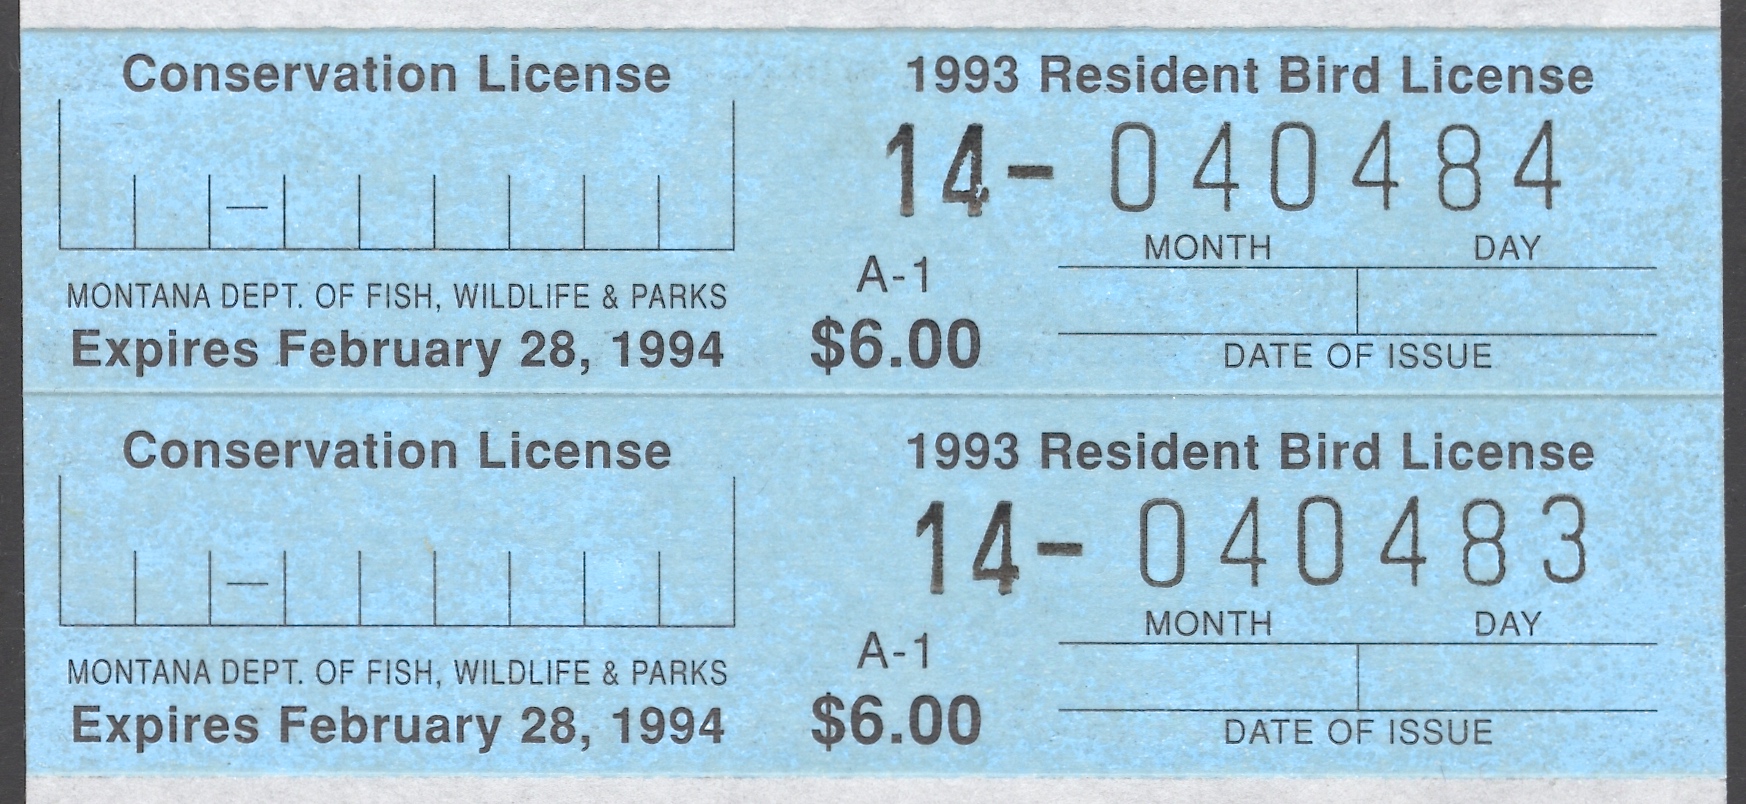 Conservation License
MONTANA DEPT. OF FISH, WILDLIFE & PARKS
Expires February 28, 1994
1993 Resident Bird License
14-040484
MONTH DAY
A-1
$6.00
DATE OF ISSUE
Conservation License
MONTANA DEPT. OF FISH, WILDLIFE & PARKS
Expires February 28, 1994
1993 Resident Bird License
14-040483
MONTH DAY
A-1
$6.00
DATE OF ISSUE